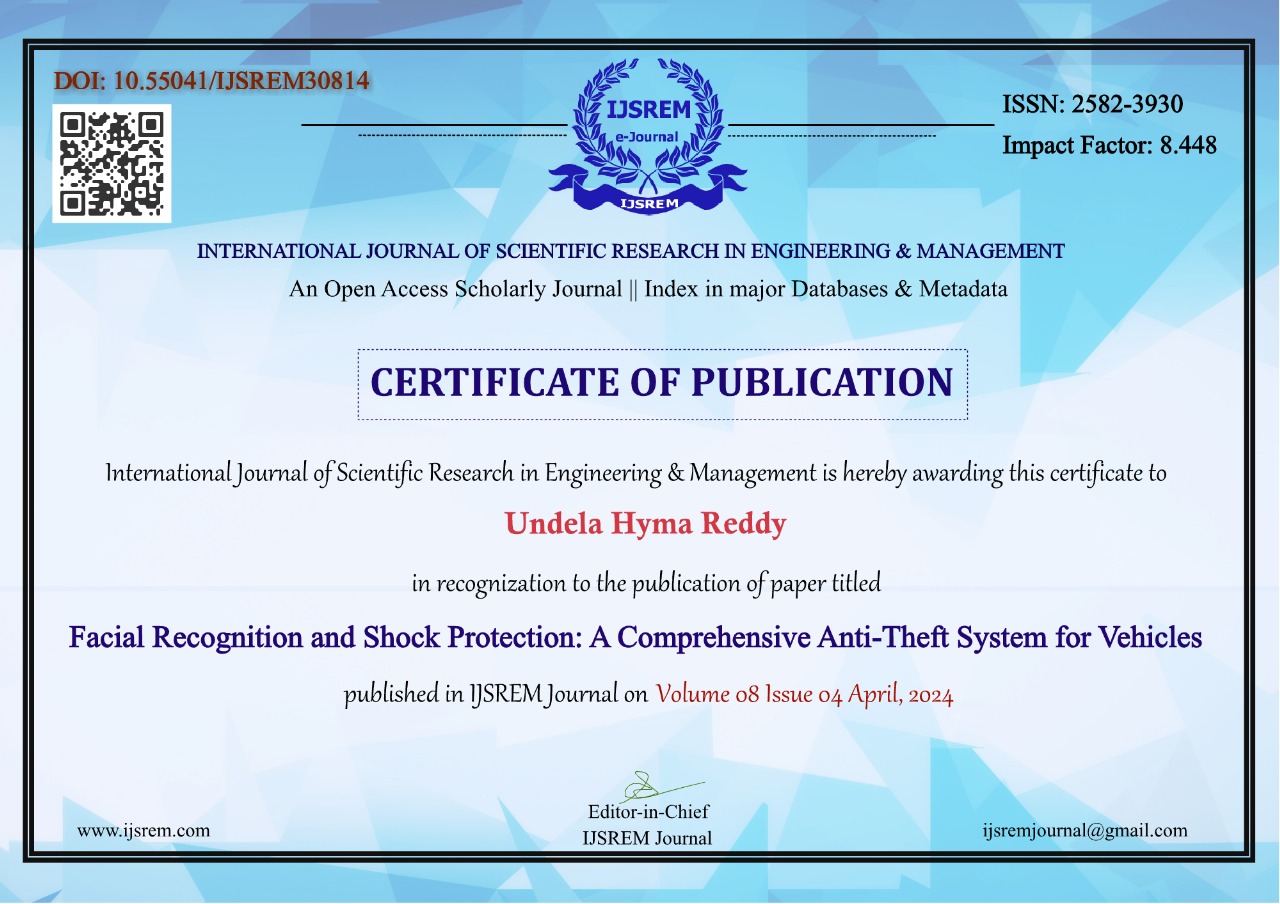 DOI: 10.55041/IJSREM30814
IJSREM
e-Journal
IJSREM
ISSN: 2582-3930
Impact Factor: 8.448
INTERNATIONAL JOURNAL OF SCIENTIFIC RESEARCH IN ENGINEERING & MANAGEMENT
An Open Access Scholarly Journal || Index in major Databases & Metadata
CERTIFICATE OF PUBLICATION
International Journal of Scientific Research in Engineering & Management is hereby awarding this certificate to
Undela Hyma Reddy
in recognization to the publication of paper titled
Facial Recognition and Shock Protection: A Comprehensive Anti-Theft System for Vehicles
published in IJSREM Journal on Volume 08 Issue 04 April, 2024
Editor-in-Chief
IJSREM Journal
www.ijsrem.com
ijsremjournal@gmail.com